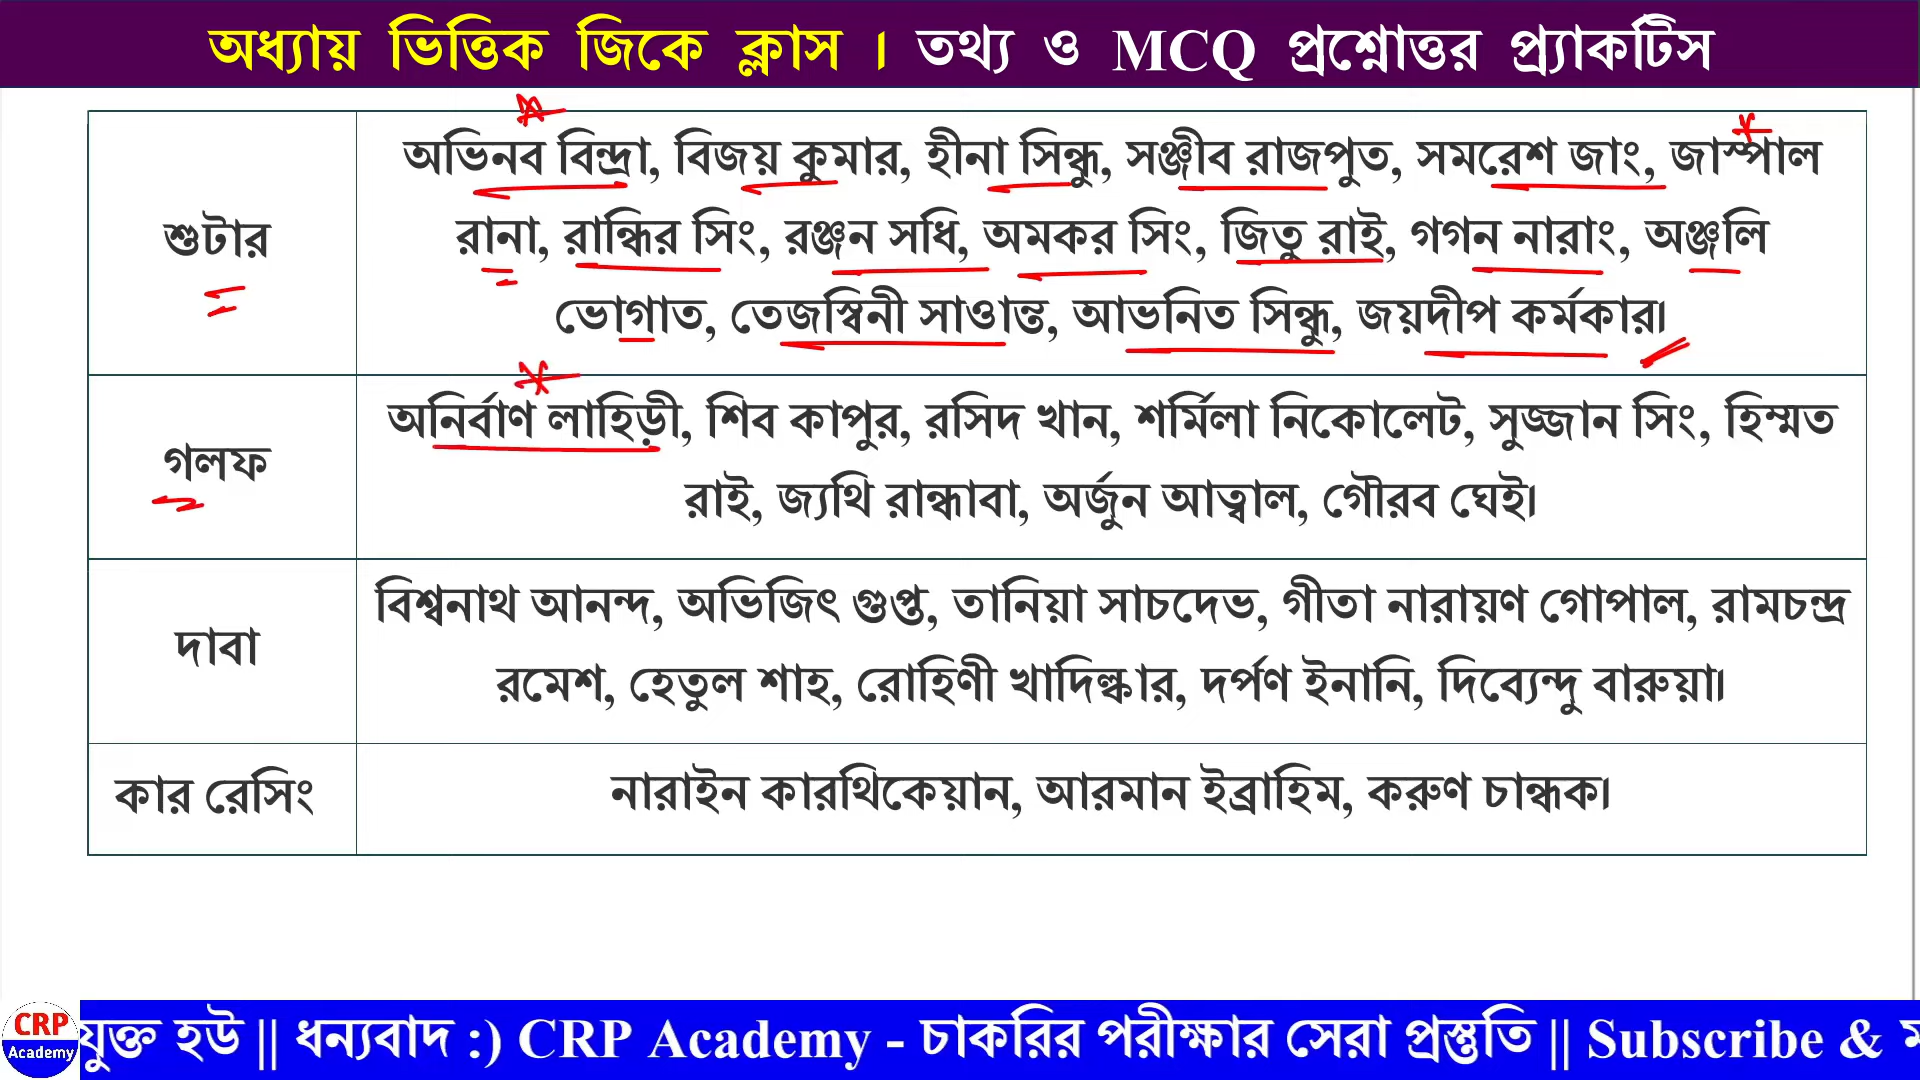 অধ্যায় ভিত্তিক জিকে ক্লাস । তথ্য ও MCQ প্রশ্নোত্তর প্র্যাকটিস
শুটার
অভিনব বিন্দ্রা, বিজয় কুমার, হীনা সিন্ধু, সঞ্জীব রাজপুত, সমরেশ জাং, জাস্পাল
রানা, রান্ধির সিং, রঞ্জন সধি, অমকর সিং, জিতু রাই, গগন নারাং, অঞ্জলি
ভোগাত, তেজস্বিনী সাওান্ত, আভনিত সিন্ধু, জয়দীপ কর্মকার।
গলফ
অনির্বাণ লাহিড়ী, শিব কাপুর, রসিদ খান, শর্মিলা নিকোলেট, সুজ্জান সিং, হিম্মত
রাই, জ্যথি রান্ধাবা, অর্জুন আত্বাল, গৌরব ঘেই।
দাবা
বিশ্বনাথ আনন্দ, অভিজিৎ গুপ্ত, তানিয়া সাচদেভ, গীতা নারায়ণ গোপাল, রামচন্দ্র
রমেশ, হেতুল শাহ, রোহিণী খাদিল্কার, দর্পণ ইনানি, দিব্যেন্দু বারুয়া।
কার রেসিং
নারাইন কারথিকেয়ান, আরমান ইব্রাহিম, করুণ চান্ধক।
CRP
Academy
যুক্ত হউ || ধন্যবাদ :) CRP Academy - চাকরির পরীক্ষার সেরা প্রস্তুতি || Subscribe &